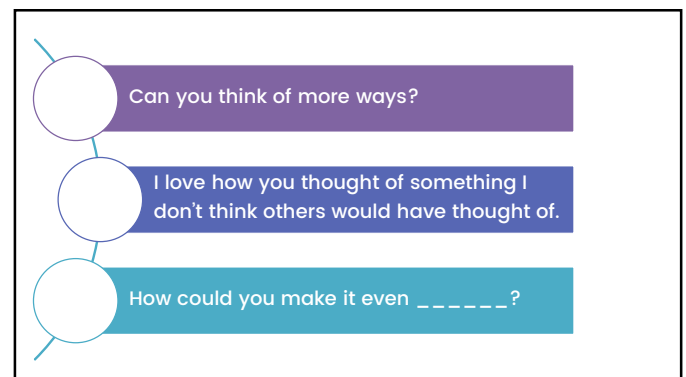 Can you think of more ways?
I love how you thought of something I
don't think others would have thought of.
How could you make it even ______?